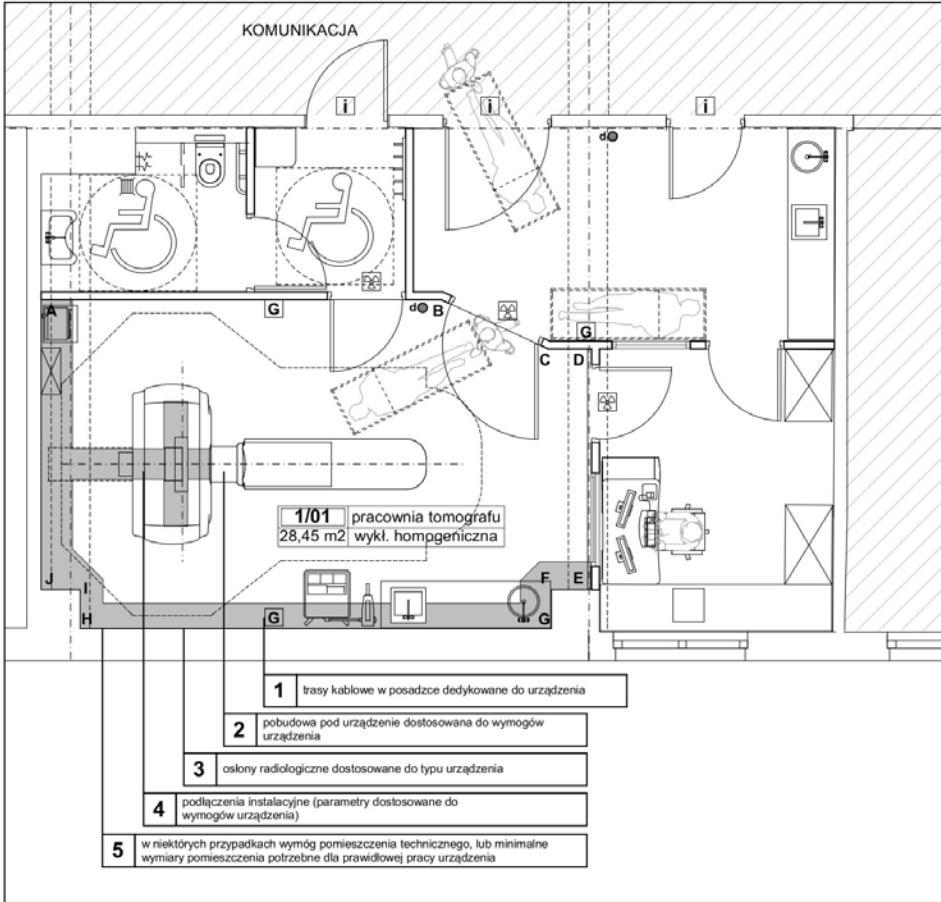 KOMUNIKACJA
i
i
i
d
A
G
d
B
G
C
D
1/01 pracownia tomografu
28,45 m2 wykł. homogeniczna
J
I
F
E
H
G
G
1 trasy kablowe w posadzce dedykowane do urządzenia
2 pobudowa pod urządzenie dostosowana do wymogów
urządzenia
3 osłony radiologiczne dostosowane do typu urządzenia
4 podłączenia instalacyjne (parametry dostosowane do
wymogów urządzenia)
5 w niektórych przypadkach wymóg pomieszczenia technicznego, lub minimalne
wymiary pomieszczenia potrzebne dla prawidłowej pracy urządzenia